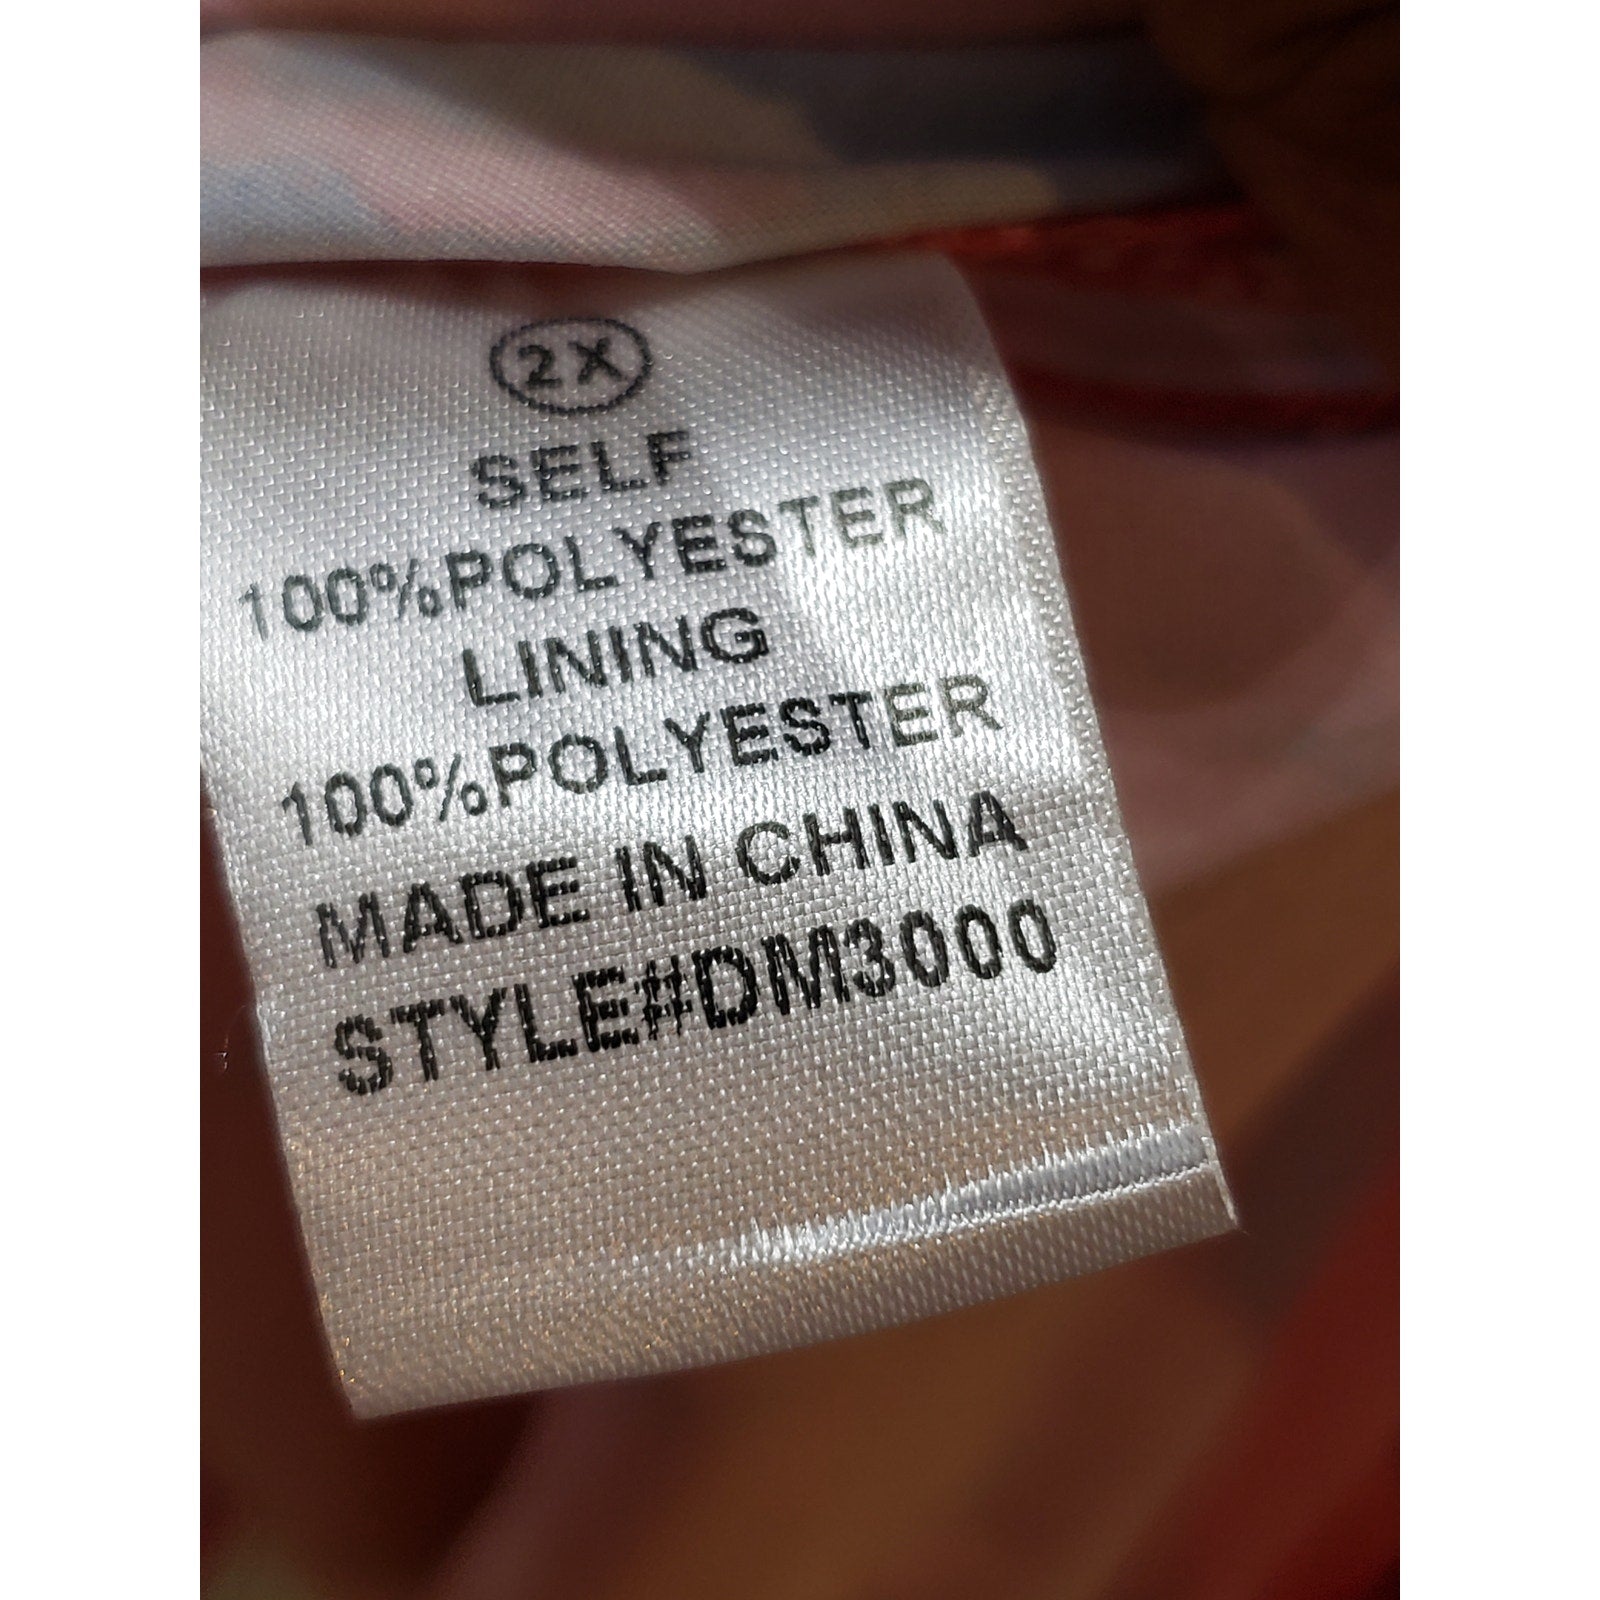 2X
SELF
100%POLYESTER
LINING
100%POLYESTER
MADE IN CHINA
STYLE#DM3000